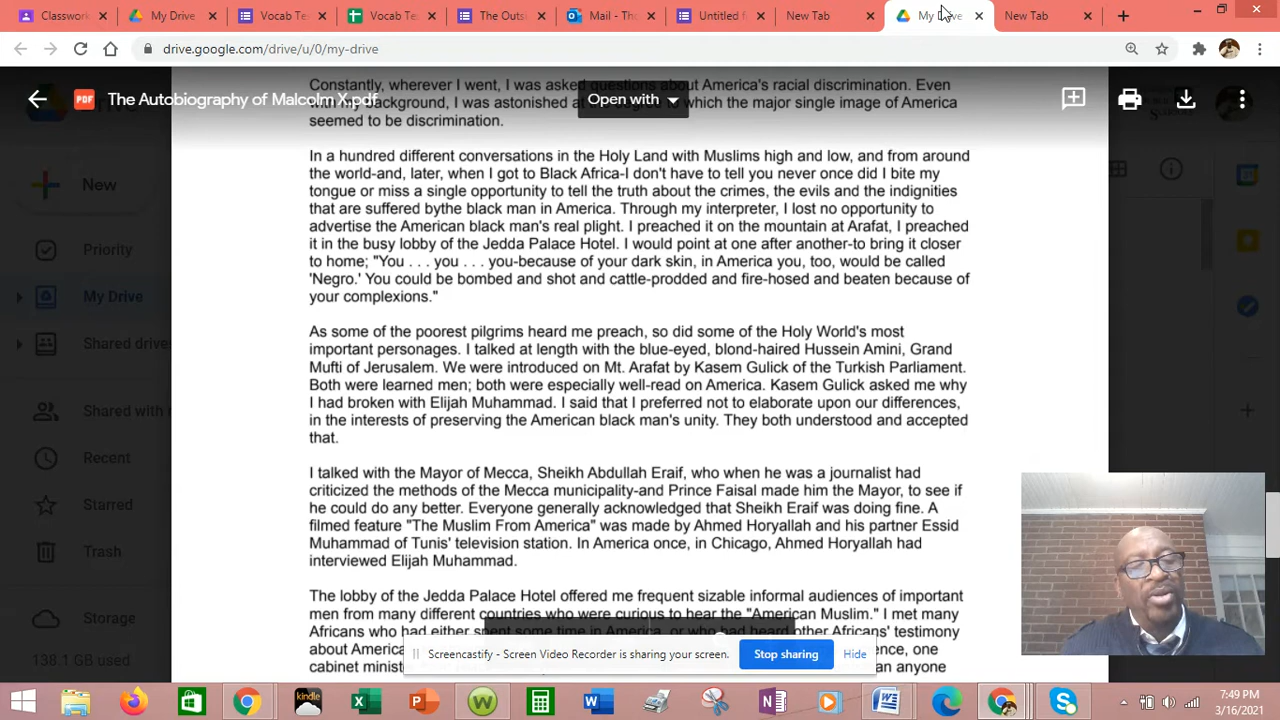 Classwork
My Drive
Vocab Te
Vocab Te
The Outs
Mail - Tho
Untitled f
New Tab
My Drive
New Tab
drive.google.com/drive/u/0/my-drive
The Autobiography of Malcolm X.pdf
Open with
PDF
New
Priority
My Drive
Shared drive
Shared with
Recent
Starred
Trash
Storage
138.1 GB used
Constantly, wherever I went, I was asked questions about America's racial discrimination. Even
background, I was astonished at to which the major single image of America
seemed to be discrimination.
In a hundred different conversations in the Holy Land with Muslims high and low, and from around
the world-and, later, when I got to Black Africa-I don't have to tell you never once did I bite my
tongue or miss a single opportunity to tell the truth about the crimes, the evils and the indignities
that are suffered bythe black man in America. Through my interpreter, I lost no opportunity to
advertise the American black man's real plight. I preached it on the mountain at Arafat, I preached
it in the busy lobby of the Jedda Palace Hotel. I would point at one after another-to bring it closer
to home; "You . . . you . . . you-because of your dark skin, in America you, too, would be called
'Negro.' You could be bombed and shot and cattle-prodded and fire-hosed and beaten because of
your complexions."
As some of the poorest pilgrims heard me preach, so did some of the Holy World's most
important personages. I talked at length with the blue-eyed, blond-haired Hussein Amini, Grand
Mufti of Jerusalem. We were introduced on Mt. Arafat by Kasem Gulick of the Turkish Parliament.
Both were learned men; both were especially well-read on America. Kasem Gulick asked me why
I had broken with Elijah Muhammad. I said that I preferred not to elaborate upon our differences,
in the interests of preserving the American black man's unity. They both understood and accepted
that.
I talked with the Mayor of Mecca, Sheikh Abdullah Eraif, who when he was a journalist had
criticized the methods of the Mecca municipality-and Prince Faisal made him the Mayor, to see if
he could do any better. Everyone generally acknowledged that Sheikh Eraif was doing fine. A
filmed feature "The Muslim From America" was made by Ahmed Horyallah and his partner Essid
Muhammad of Tunis' television station. In America once, in Chicago, Ahmed Horyallah had
interviewed Elijah Muhammad.
The lobby of the Jedda Palace Hotel offered me frequent sizable informal audiences of important
men from many different countries who were curious to hear the "American Muslim." I met many
Africans who had either spent some time in America, or who had heard other Africans' testimony
about America ence, one
cabinet minist an anyone
Screencastify - Screen Video Recorder is sharing your screen.
Stop sharing
Hide
kindle
7:49 PM
3/16/2021